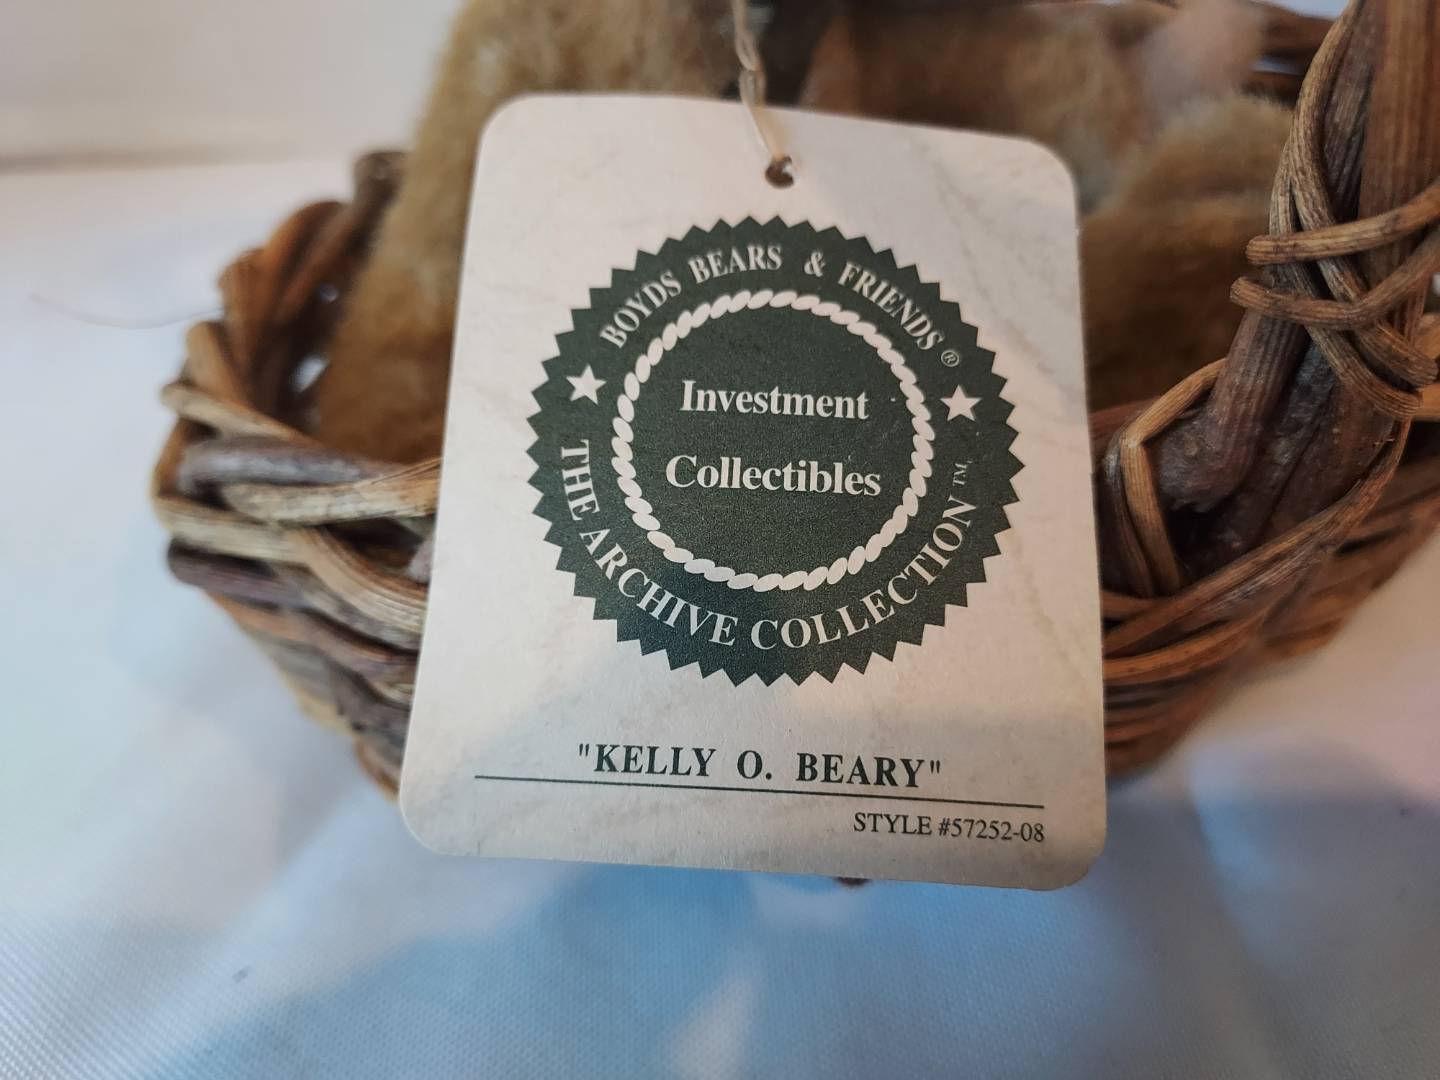 BOYDS BEARS & FRIENDS ®
Investment
Collectibles
THE ARCHIVE COLLECTION™
"KELLY O. BEARY"
STYLE #57252-08